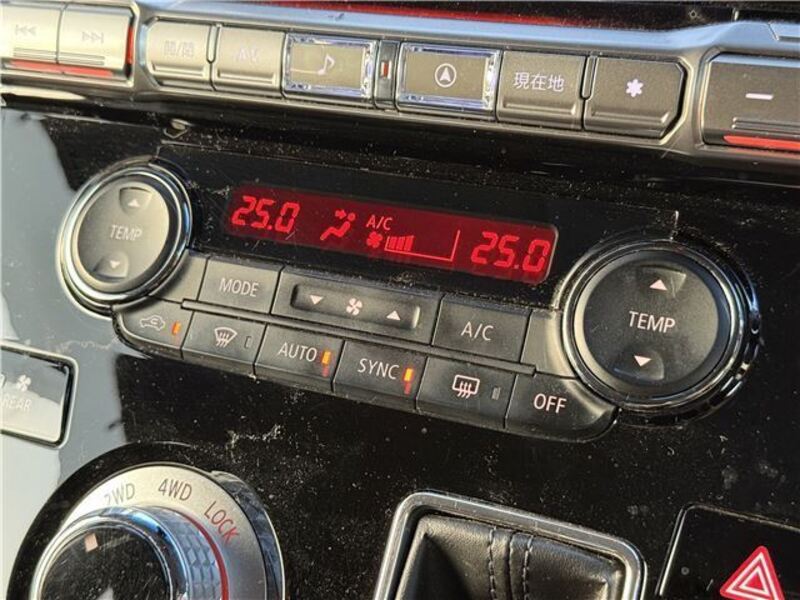 現在地
TEMP
25.0
A/C
25.0
MODE
A/C
TEMP
AUTO
SYNC
OFF
REAR
2WD
4WD
LOCK